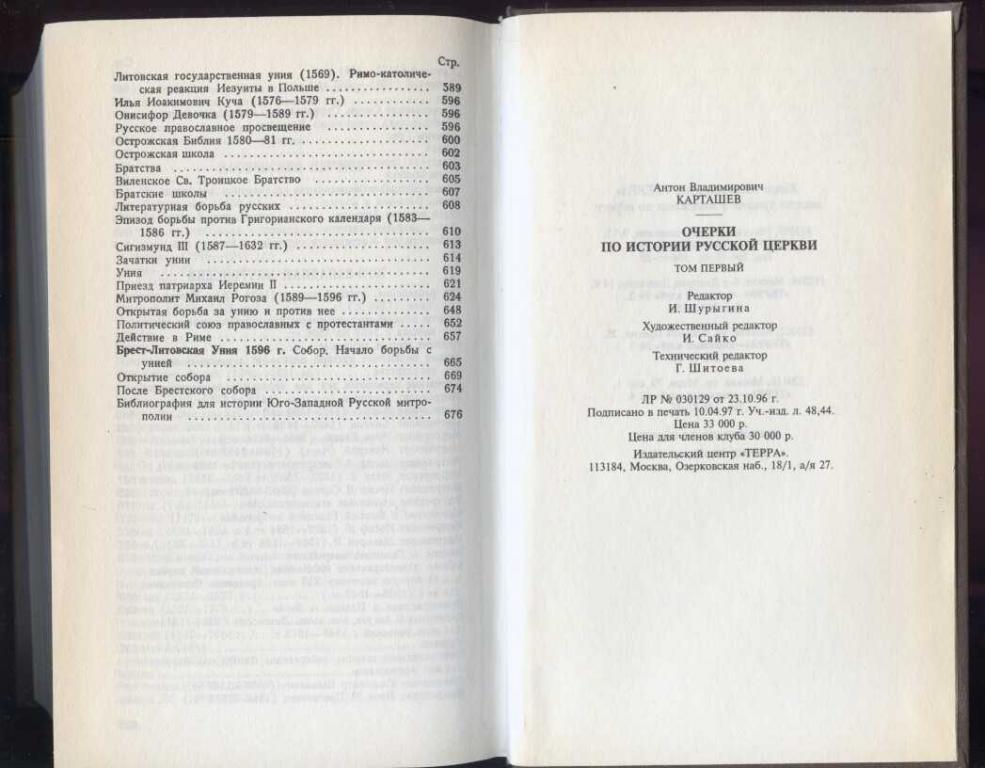 Стр.
Литовская государственная уния (1569). Римо-католиче-
ская реакция Иезуиты в Польше . . . . . . . . . . . . . . . . 589
Илья Иоакимович Куча (1576—1579 гг.) . . . . . . . . . . . . 596
Онисифор Девочка (1579—1589 гг.) . . . . . . . . . . . . . . . 596
Русское православное просвещение . . . . . . . . . . . . . . . 596
Острожская Библия 1580—81 гг. . . . . . . . . . . . . . . . . . 600
Острожская школа . . . . . . . . . . . . . . . . . . . . . . . . . . . 602
Братства . . . . . . . . . . . . . . . . . . . . . . . . . . . . . . . . . . 603
Виленское Св. Троицкое Братство . . . . . . . . . . . . . . . . 605
Братские школы . . . . . . . . . . . . . . . . . . . . . . . . . . . . . 607
Литературная борьба русских . . . . . . . . . . . . . . . . . . . 608
Эпизод борьбы против Григорианского календаря (1583—
1586 гг.) . . . . . . . . . . . . . . . . . . . . . . . . . . . . . . . . . . 610
Сигизмунд III (1587—1632 гг.) . . . . . . . . . . . . . . . . . . 613
Зачатки унии . . . . . . . . . . . . . . . . . . . . . . . . . . . . . . . 614
Уния . . . . . . . . . . . . . . . . . . . . . . . . . . . . . . . . . . . . . 619
Приезд патриарха Иеремии II . . . . . . . . . . . . . . . . . . . 621
Митрополит Михаил Рогоза (1589—1596 гг.) . . . . . . . . . 624
Открытая борьба за унию и против нее . . . . . . . . . . . . 648
Политический союз православных с протестантами . . . . . 652
Действие в Риме . . . . . . . . . . . . . . . . . . . . . . . . . . . . 657
Брест-Литовская Уния 1596 г. Собор. Начало борьбы с
унией . . . . . . . . . . . . . . . . . . . . . . . . . . . . . . . . . . . . 665
Открытие собора . . . . . . . . . . . . . . . . . . . . . . . . . . . . 669
После Брестского собора . . . . . . . . . . . . . . . . . . . . . . 674
Библиография для истории Юго-Западной Русской митро-
полии . . . . . . . . . . . . . . . . . . . . . . . . . . . . . . . . . . . . 676
Антон Владимирович
КАРТАШЕВ
ОЧЕРКИ
ПО ИСТОРИИ РУССКОЙ ЦЕРКВИ
ТОМ ПЕРВЫЙ
Редактор
И. Шурыгина
Художественный редактор
И. Сайко
Технический редактор
Г. Шитоева
ЛР № 030129 от 23.10.96 г.
Подписано в печать 10.04.97 г. Уч.-изд. л. 48,44.
Цена 33 000 р.
Цена для членов клуба 30 000 р.
Издательский центр «ТЕРРА».
113184, Москва, Озерковская наб., 18/1, а/я 27.